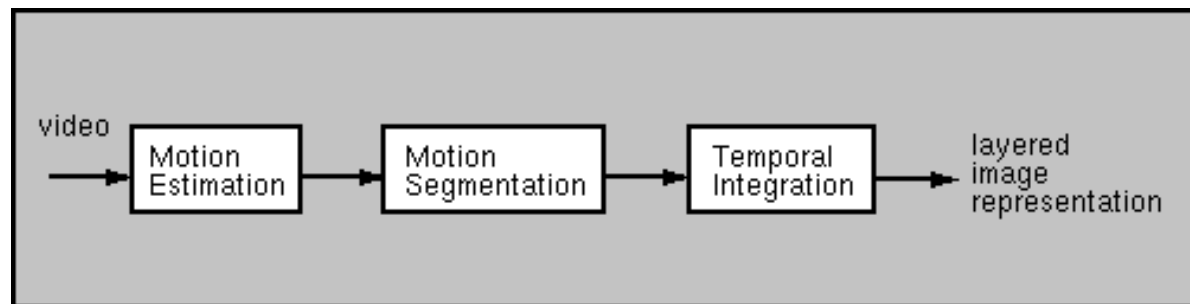 video
Motion
Estimation
Motion
Segmentation
Temporal
Integration
layered
image
representation